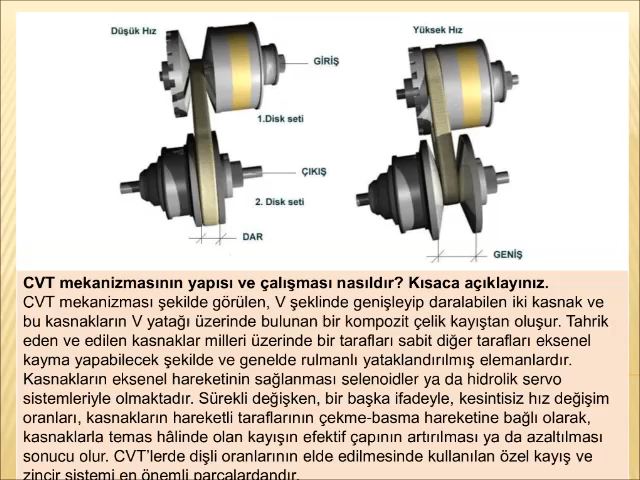 Düşük Hız
Yüksek Hız
GİRİŞ
1.Disk seti
ÇIKIŞ
2. Disk seti
DAR
GENİŞ
CVT mekanizmasının yapısı ve çalışması nasıldır? Kısaca açıklayınız.
CVT mekanizması şekilde görülen, V şeklinde genişleyip daralabilen iki kasnak ve
bu kasnakların V yatağı üzerinde bulunan bir kompozit çelik kayıştan oluşur. Tahrik
eden ve edilen kasnaklar milleri üzerinde bir tarafları sabit diğer tarafları eksenel
kayma yapabilecek şekilde ve genelde rulmanlı yataklandırılmış elemanlardır.
Kasnakların eksenel hareketinin sağlanması selenoidler ya da hidrolik servo
sistemleriyle olmaktadır. Sürekli değişken, bir başka ifadeyle, kesintisiz hız değişim
oranları, kasnakların hareketli taraflarının çekme-basma hareketine bağlı olarak,
kasnaklarla temas hâlinde olan kayışın efektif çapının artırılması ya da azaltılması
sonucu olur. CVT’lerde dişli oranlarının elde edilmesinde kullanılan özel kayış ve
zincir sistemi en önemli parçalardandır.